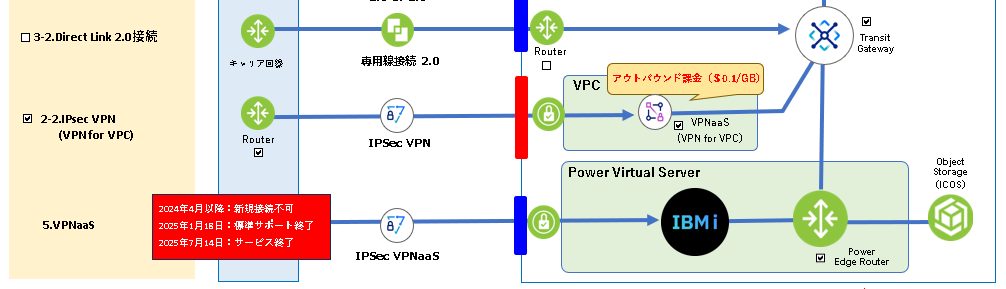 3-2.Direct Link 2.0接続
キャリア回線
専用線接続 2.0
Router
Transit
Gateway
2-2.IPsec VPN
(VPN for VPC)
Router
IPSec VPN
VPC
アウトバウンド課金（＄0.1/GB)
VPNaaS
(VPN for VPC)
Power Virtual Server
Object
Storage
(ICOS)
5.VPNaaS
2024年4月以降：新規接続不可
2025年1月16日：標準サポート終了
2025年7月14日：サービス終了
IPSec VPNaaS
IBM i
Power
Edge Router